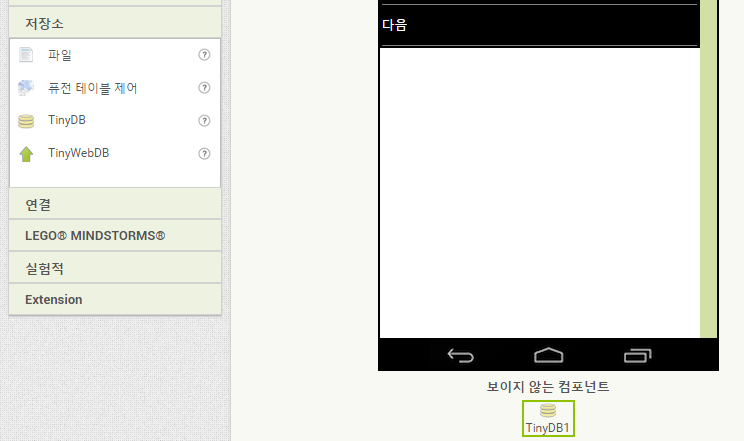 저장소
파일
퓨전 테이블 제어
TinyDB
TinyWebDB
연결
LEGO® MINDSTORMS®
실험적
Extension
다음
보이지 않는 컴포넌트
TinyDB1